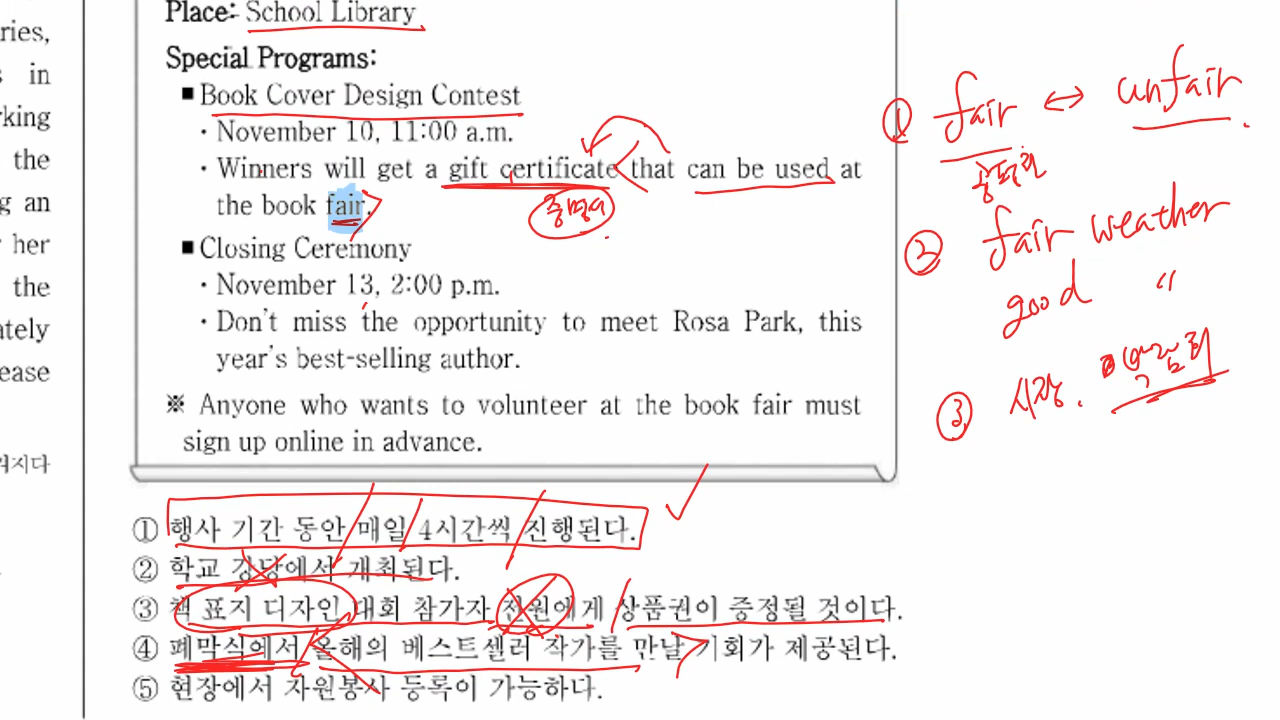 ries,
s in
rking
the
g an
her
the
ately
ease
겨지다
Place: School Library
Special Programs:
■ Book Cover Design Contest
· November 10, 11:00 a.m.
· Winners will get a gift certificate that can be used at
the book fair.
증명서
■ Closing Ceremony
· November 13, 2:00 p.m.
· Don't miss the opportunity to meet Rosa Park, this
year's best-selling author.
※ Anyone who wants to volunteer at the book fair must
sign up online in advance.
① 행사 기간 동안 매일 4시간씩 진행된다.
② 학교 강당에서 개최된다.
③ 책 표지 디자인 대회 참가자 전원에게 상품권이 증정될 것이다.
④ 폐막식에서 올해의 베스트셀러 작가를 만날 기회가 제공된다.
⑤ 현장에서 자원봉사 등록이 가능하다.
① fair ↔ unfair.
공평한
② fair weather
good "
③ 시장. 박람회